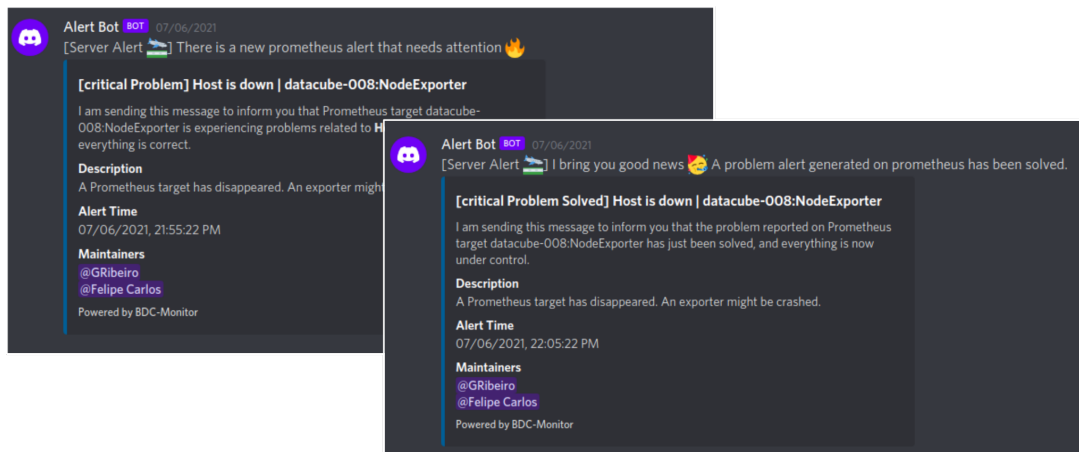 Alert Bot BOT 07/06/2021
[Server Alert ] There is a new prometheus alert that needs attention
[critical Problem] Host is down | datacube-008:NodeExporter
I am sending this message to inform you that Prometheus target datacube-
008:NodeExporter is experiencing problems related to
everything is correct.
Description
A Prometheus target has disappeared. An exporter might
Alert Time
07/06/2021, 21:55:22 PM
Maintainers
@GRibeiro
@Felipe Carlos
Powered by BDC-Monitor
Alert Bot BOT 07/06/2021
[Server Alert ] I bring you good news A problem alert generated on prometheus has been solved.
[critical Problem Solved] Host is down | datacube-008:NodeExporter
I am sending this message to inform you that the problem reported on Prometheus
target datacube-008:NodeExporter has just been solved, and everything is now
under control.
Description
A Prometheus target has disappeared. An exporter might be crashed.
Alert Time
07/06/2021, 22:05:22 PM
Maintainers
@GRibeiro
@Felipe Carlos
Powered by BDC-Monitor